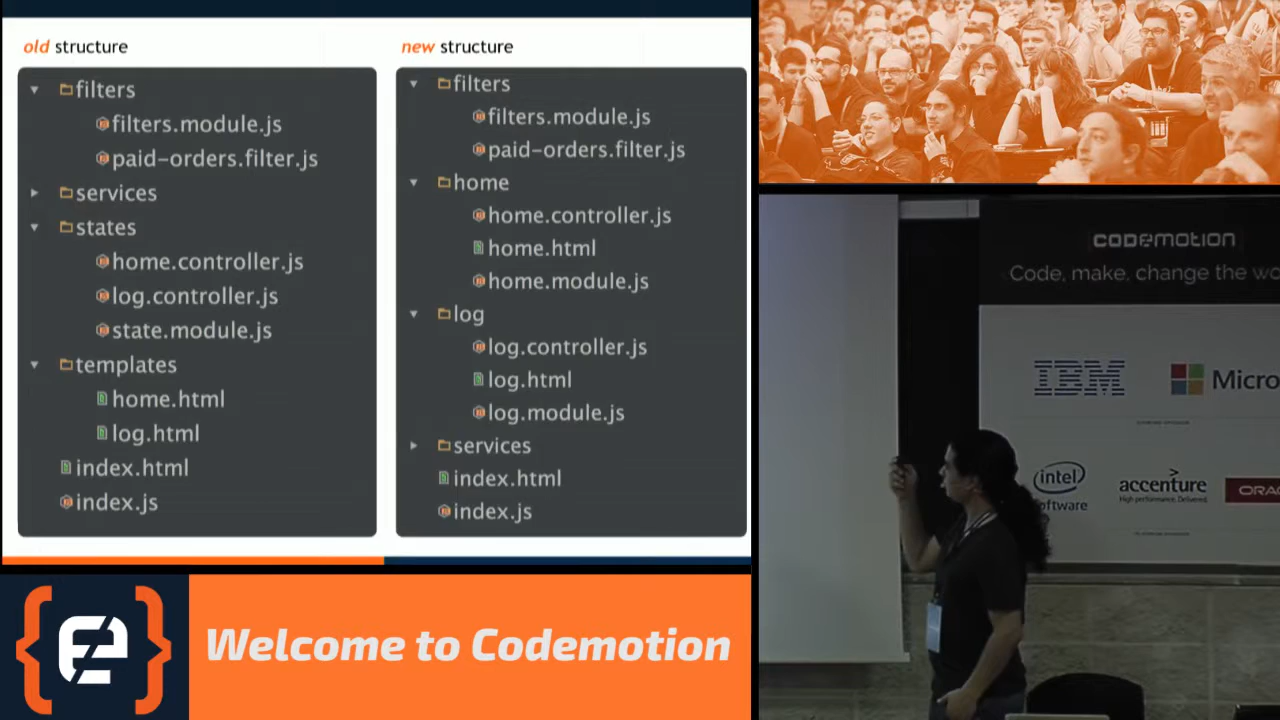 old structure
filters
filters.module.js
paid-orders.filter.js
services
states
home.controller.js
log.controller.js
state.module.js
templates
home.html
log.html
index.html
index.js
new structure
filters
filters.module.js
paid-orders.filter.js
home
home.controller.js
home.html
home.module.js
log
log.controller.js
log.html
log.module.js
services
index.html
index.js
Welcome to Codemotion
CODEMOTION
Code, make, change the wo
IBM
Micro
intel
oftware
accenture
High performance. Delivered.
ORAC